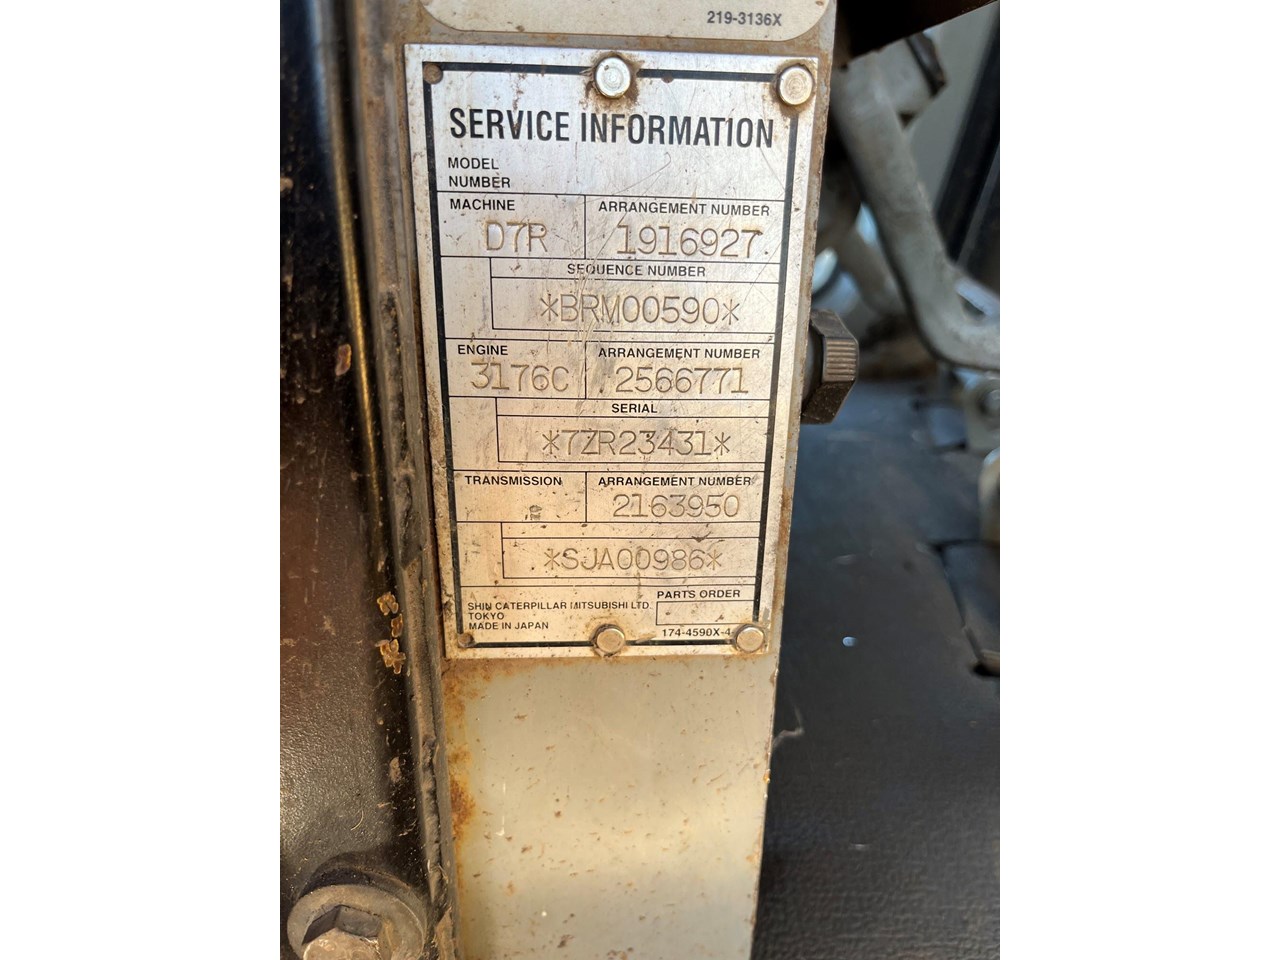 219-3136X
SERVICE INFORMATION
MODEL
NUMBER
MACHINE ARRANGEMENT NUMBER
D7R 1916927
SEQUENCE NUMBER
*BRM00590*
ENGINE ARRANGEMENT NUMBER
3176C 2566771
SERIAL
*7ZR23431*
TRANSMISSION ARRANGEMENT NUMBER
2163950
*SJA00986*
PARTS ORDER
SHIN CATERPILLAR MITSUBISHI LTD.
TOKYO
MADE IN JAPAN 174-4590X-4